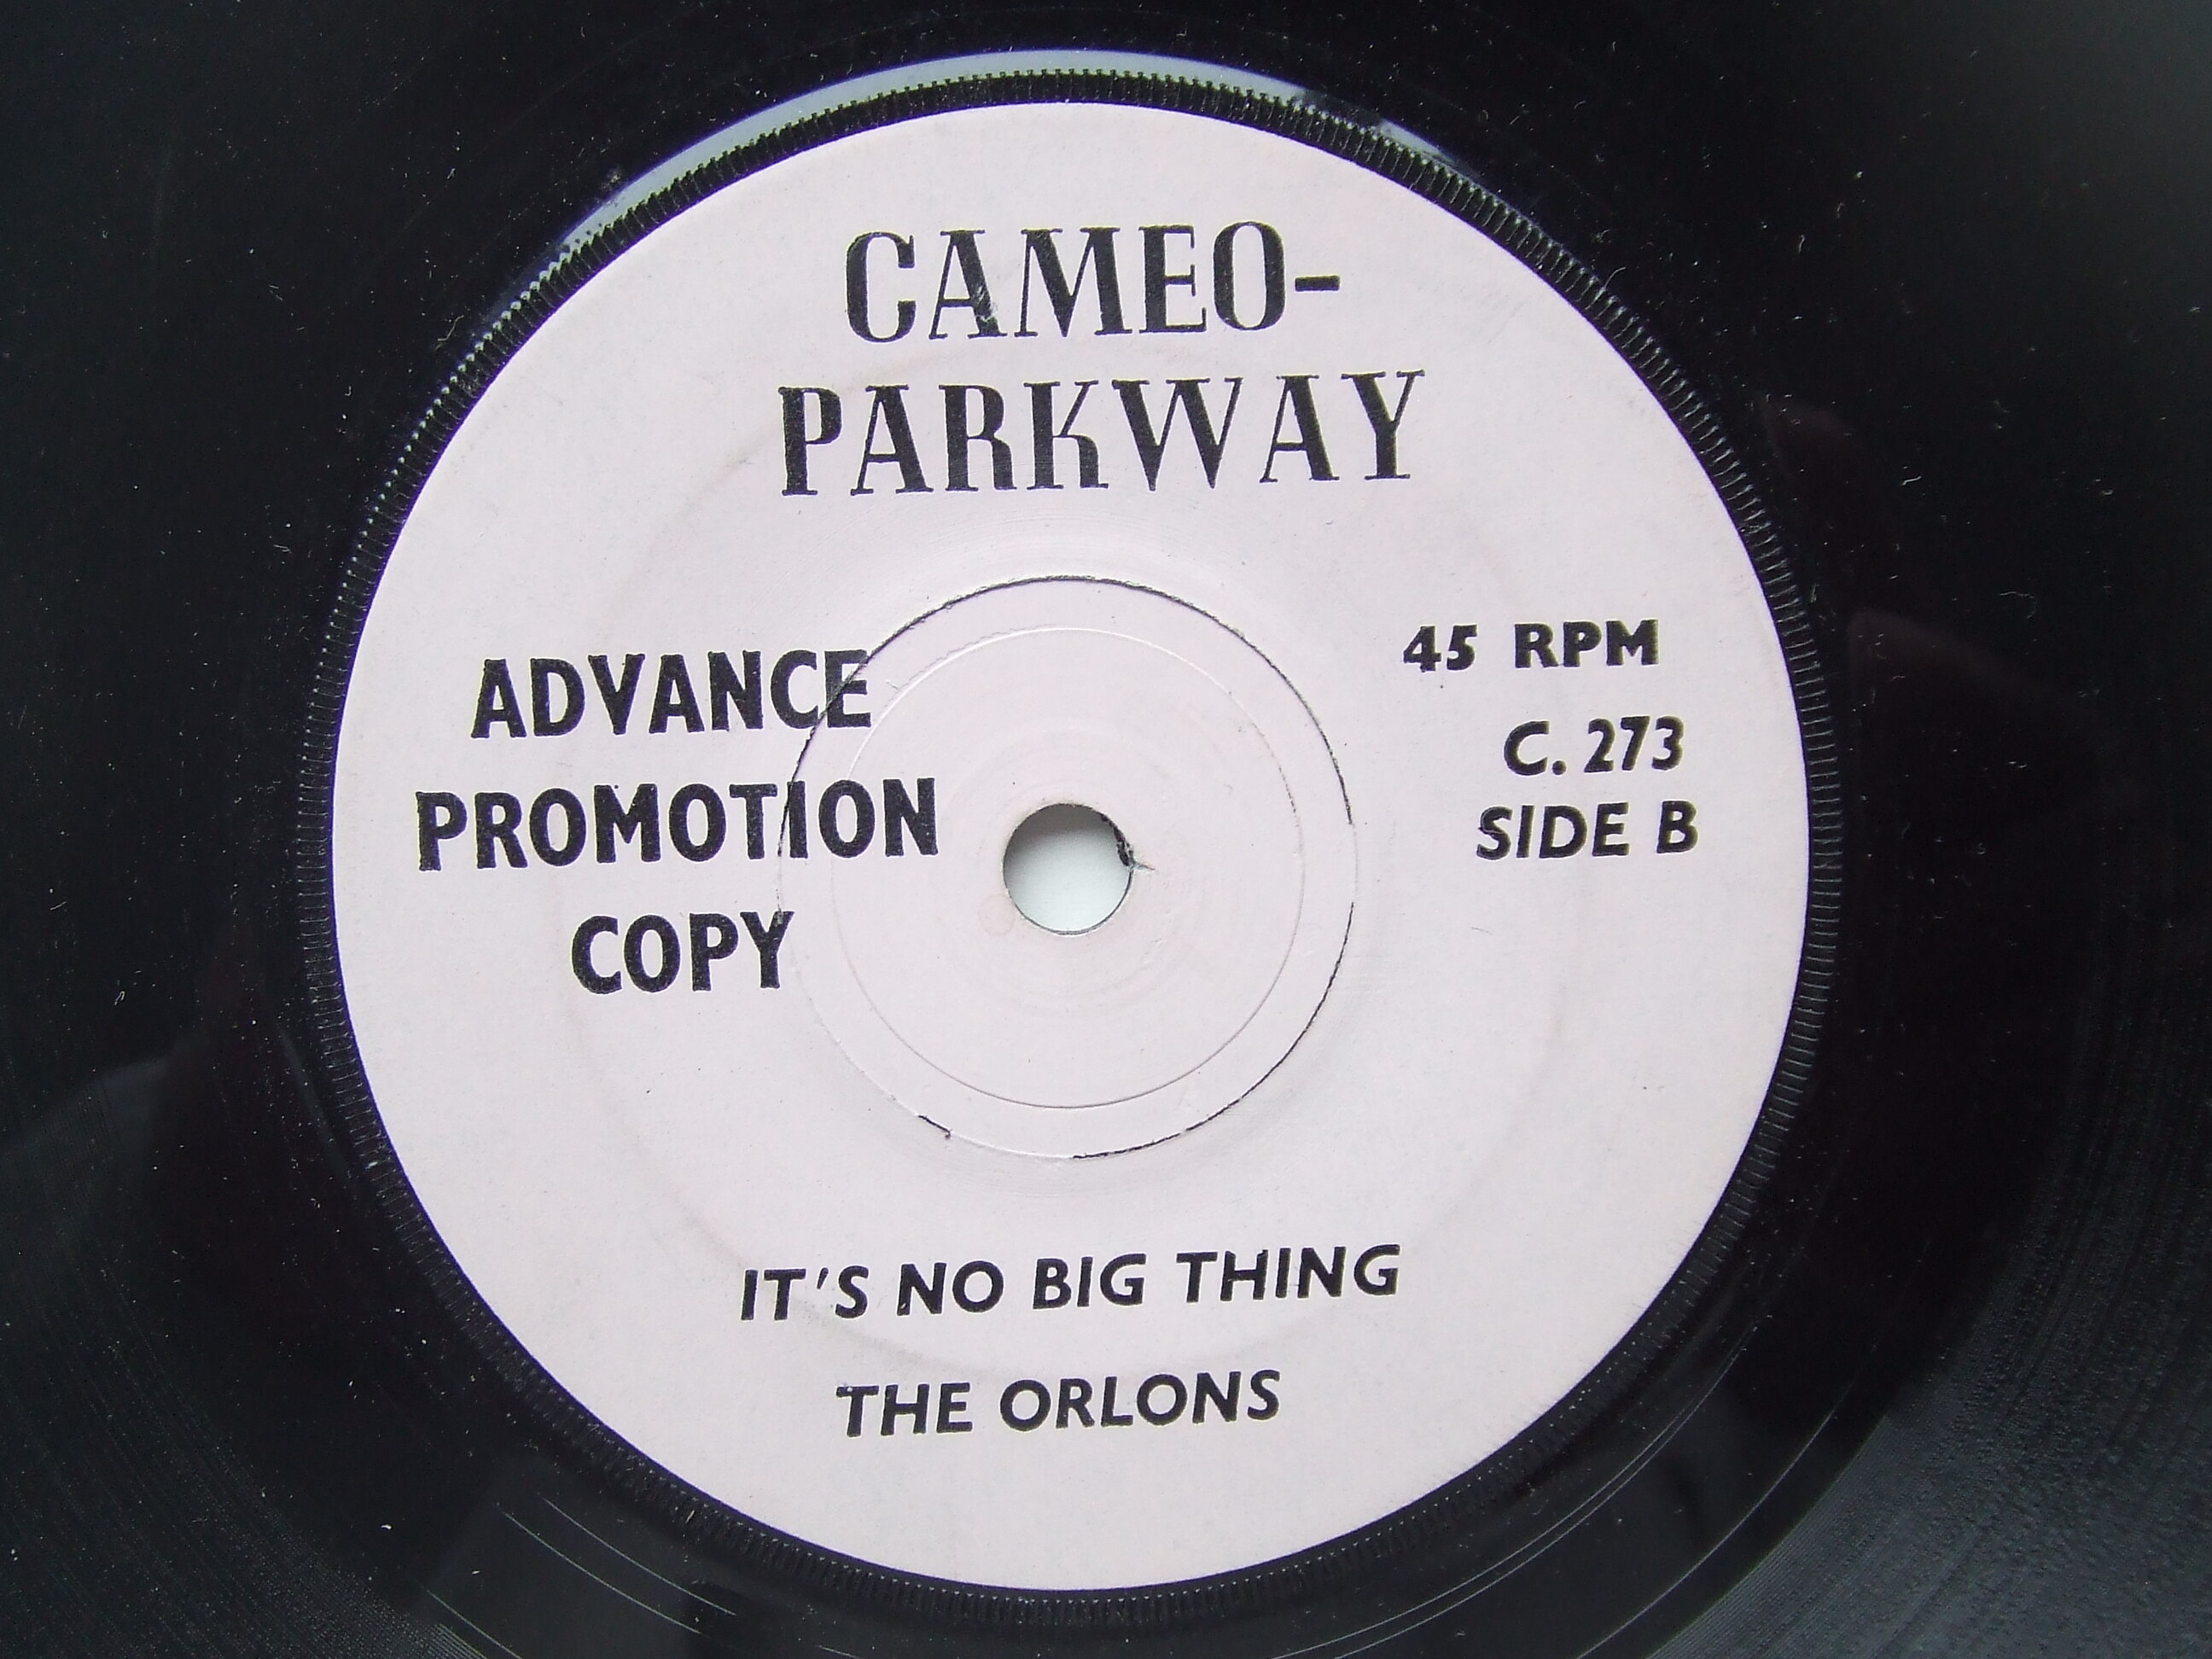 CAMEO-
PARKWAY
ADVANCE
PROMOTION
COPY
45 RPM
C. 273
SIDE B
IT'S NO BIG THING
THE ORLONS